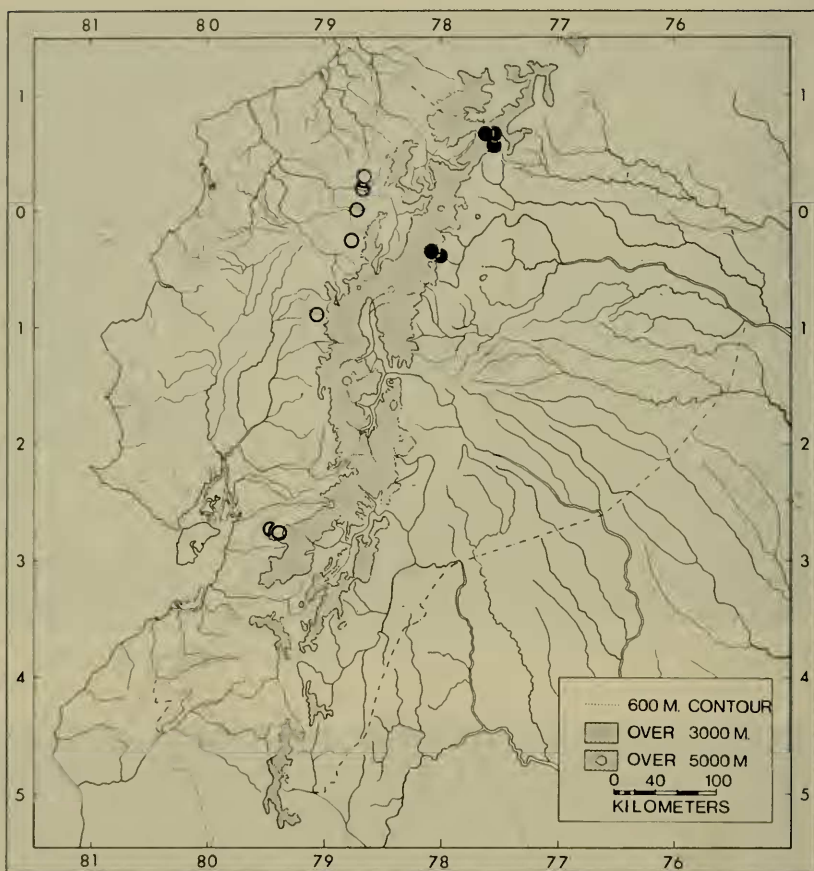 81 80 79 78 77 76
1 1
0 0
1 1
2 2
3 3
4 4
600 M. CONTOUR
OVER 3000 M.
OVER 5000 M
0 40 100
KILOMETERS
5 5
81 80 79 78 77 76